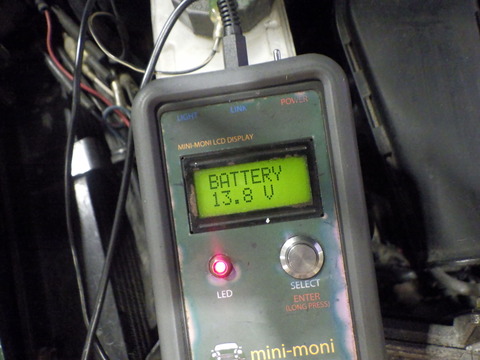 LIGHT LINK POWER
MINI-MONI LCD DISPLAY
BATTERY
13.8 V
LED
SELECT
ENTER
(LONG PRESS)
mini-moni